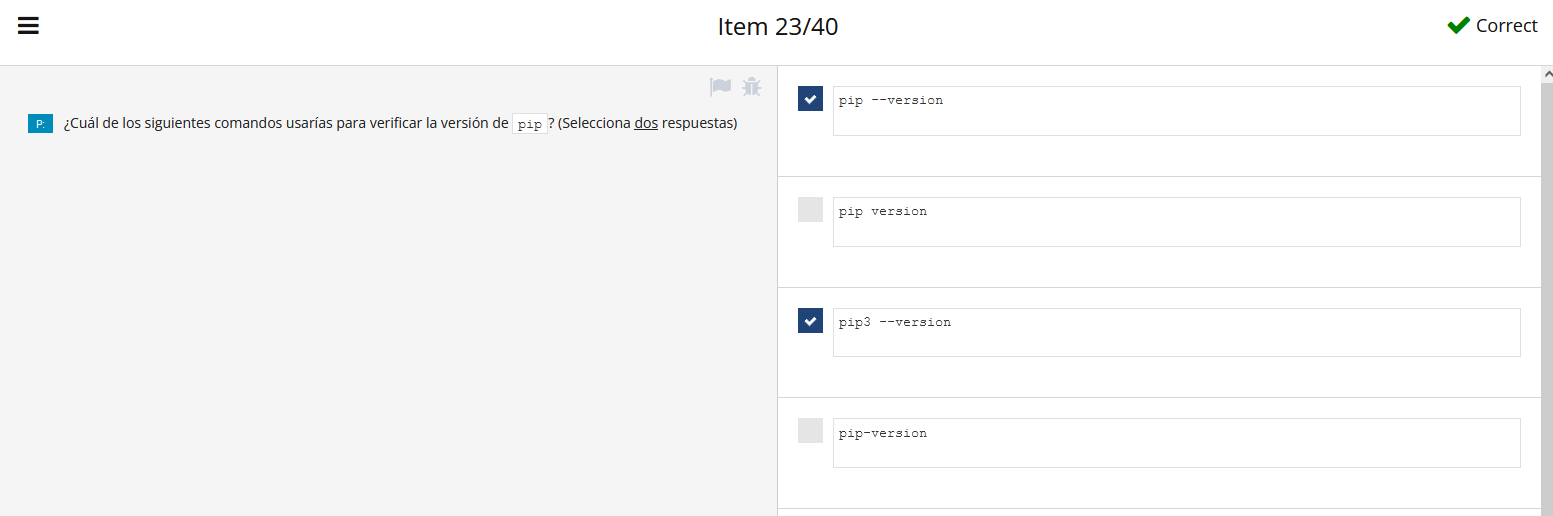 Item 23/40
Correct
P: ¿Cuál de los siguientes comandos usarías para verificar la versión de pip? (Selecciona dos respuestas)
pip --version
pip version
pip3 --version
pip-version